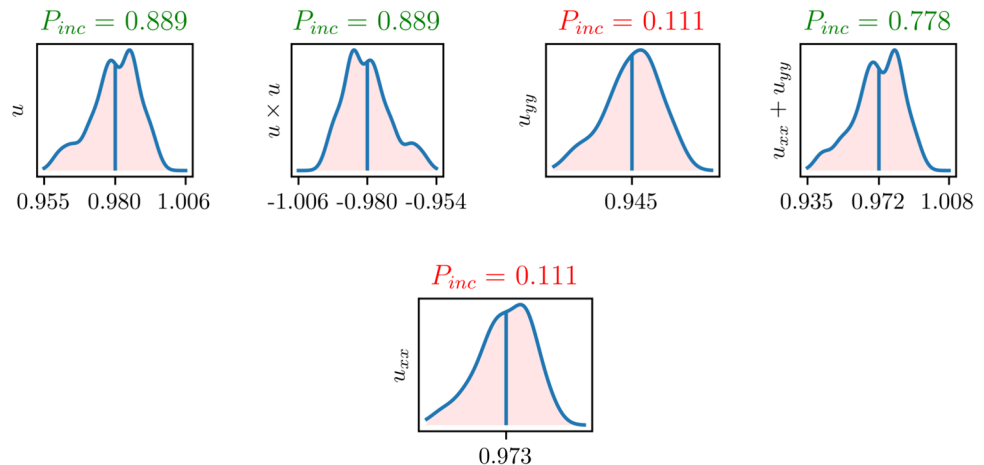 P_inc = 0.889
P_inc = 0.889
P_inc = 0.111
P_inc = 0.778
u
u × u
u_yy
u_xx + u_yy
0.955 0.980 1.006
-1.006 -0.980 -0.954
0.945
0.935 0.972 1.008
P_inc = 0.111
u_xx
0.973